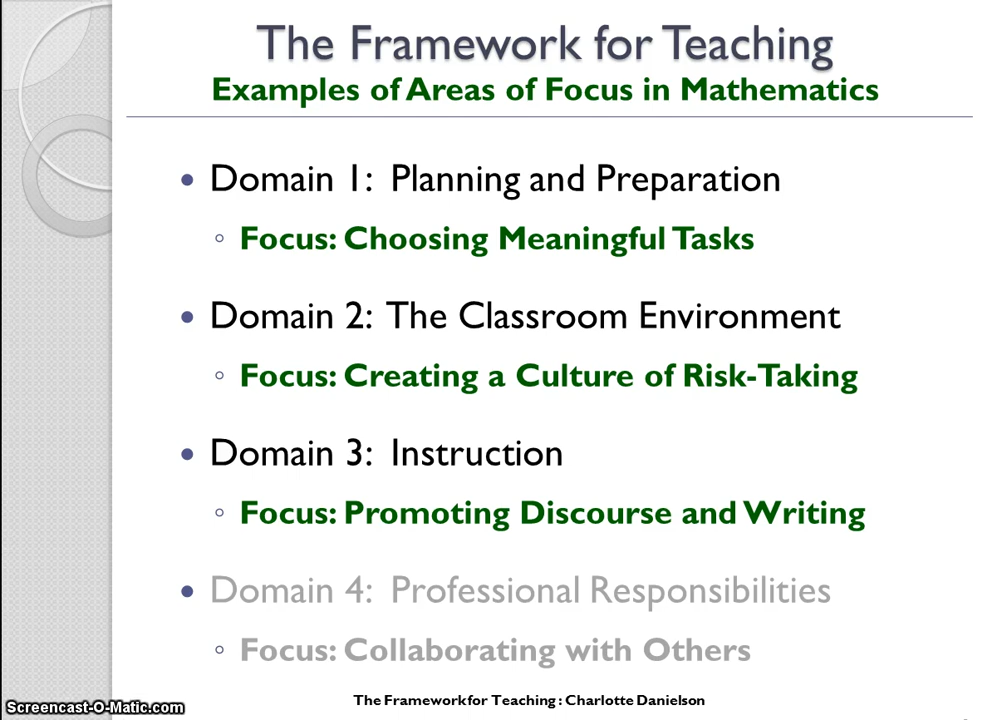 The Framework for Teaching
Examples of Areas of Focus in Mathematics
• Domain 1: Planning and Preparation
◦ Focus: Choosing Meaningful Tasks
• Domain 2: The Classroom Environment
◦ Focus: Creating a Culture of Risk-Taking
• Domain 3: Instruction
◦ Focus: Promoting Discourse and Writing
• Domain 4: Professional Responsibilities
◦ Focus: Collaborating with Others
The Framework for Teaching : Charlotte Danielson
Screencast-O-Matic.com